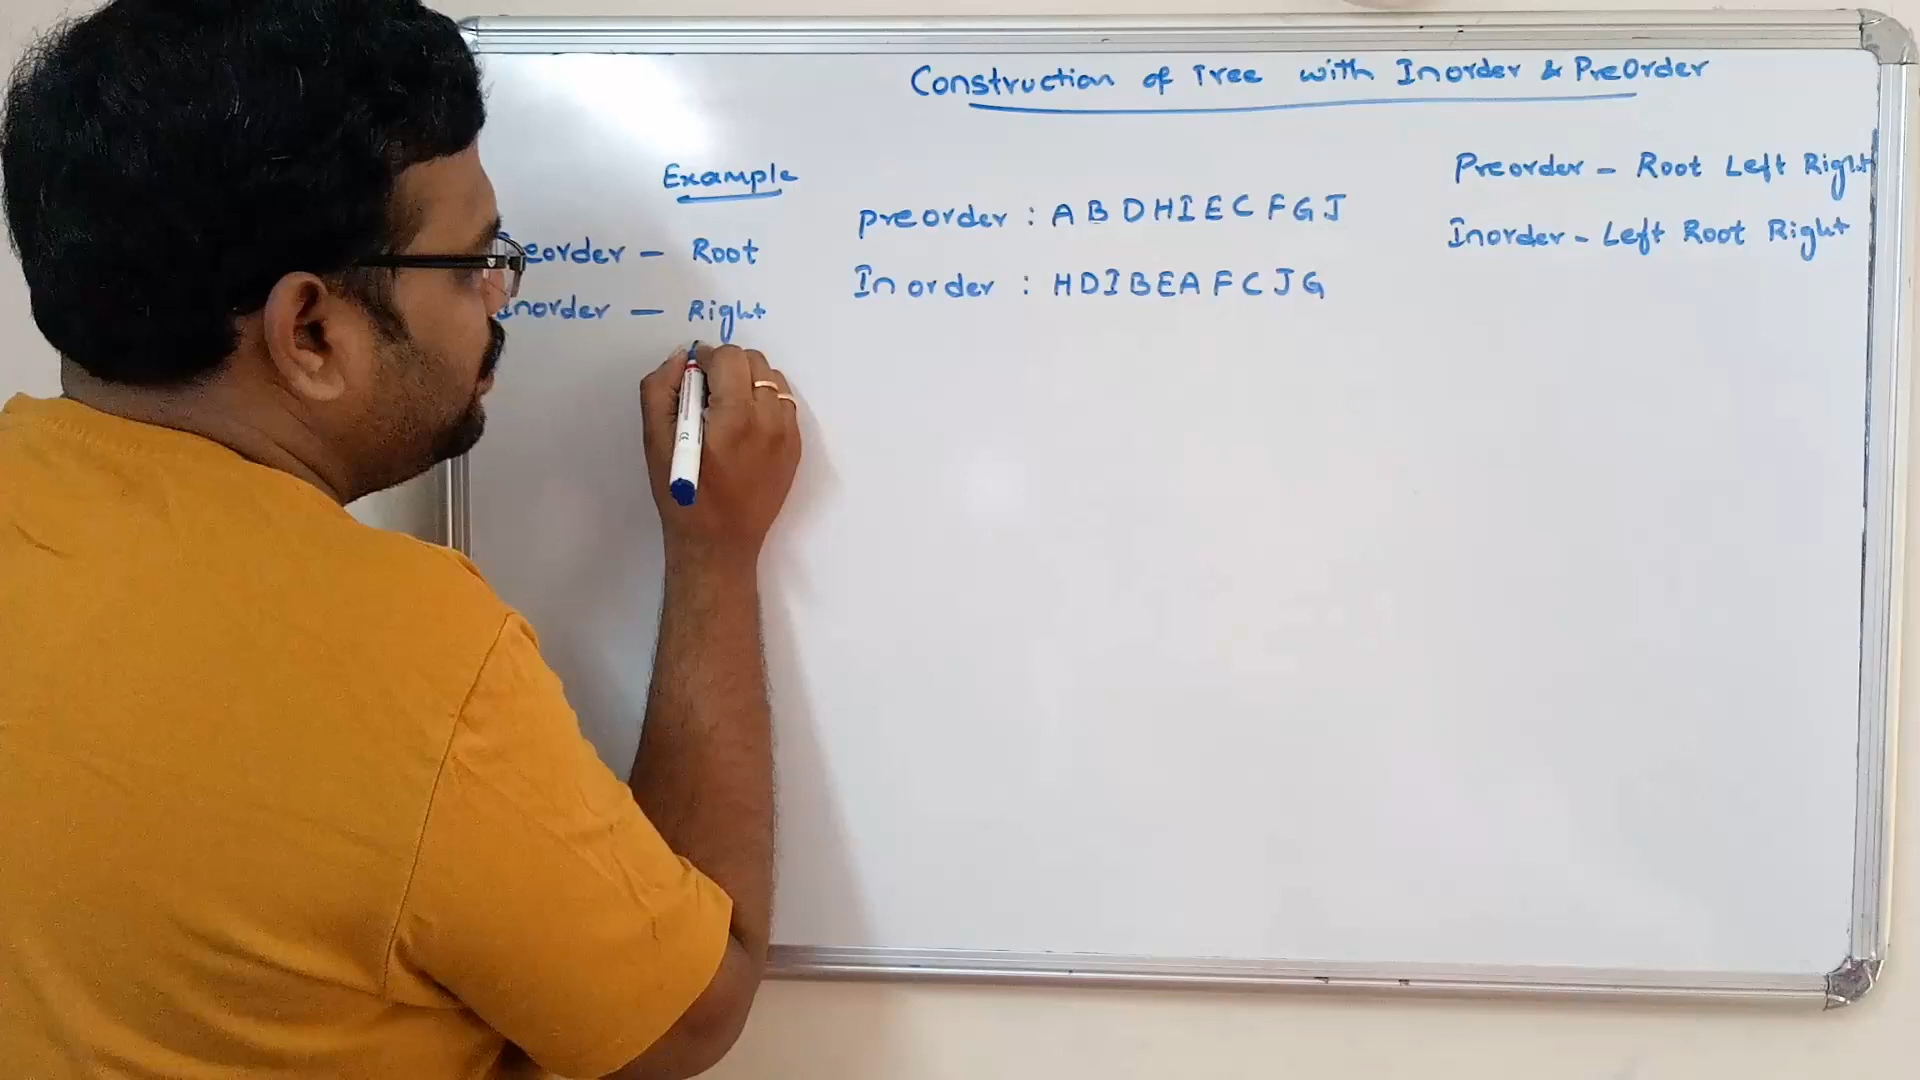 Construction of Tree with Inorder & PreOrder
Example
reorder - Root
Inorder - Right
preorder : A B D H I E C F G J
Inorder : H D I B E A F C J G
Preorder - Root Left Right
Inorder - Left Root Right